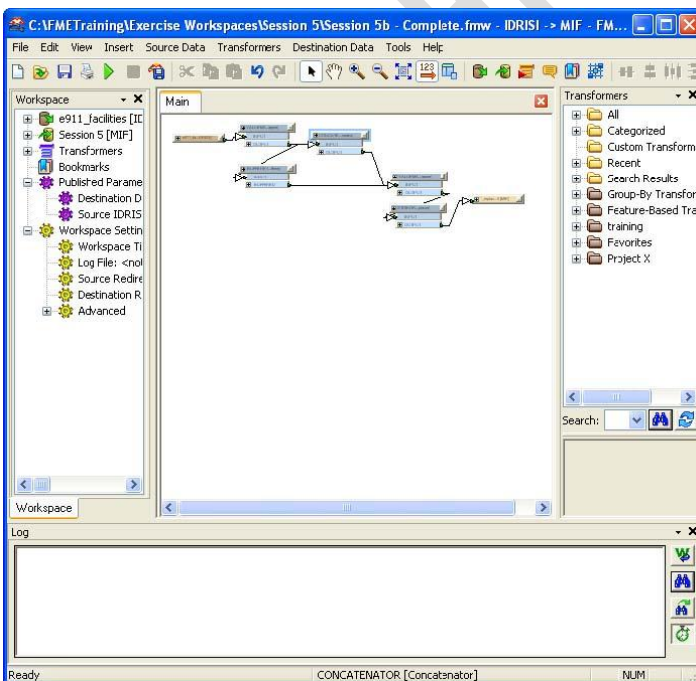 C:\FMETraining\Exercise Workspaces\Session 5\Session 5b - Complete.fmw - IDRISI -> MIF - FM...
File Edit View Insert Source Data Transformers Destination Data Tools Help
Workspace
e911_facilities [ID
Session 5 [MIF]
Transformers
Bookmarks
Published Parame
Destination D
Source IDRIS
Workspace Settin
Workspace Ti
Log File: <not
Source Redire
Destination R
Advanced
Workspace
Main
Transformers
All
Categorized
Custom Transform
Recent
Search Results
Group-By Transfor
Feature-Based Tra
training
Favorites
Project X
Search:
Log
Ready
CONCATENATOR [Concatenator]
NUM